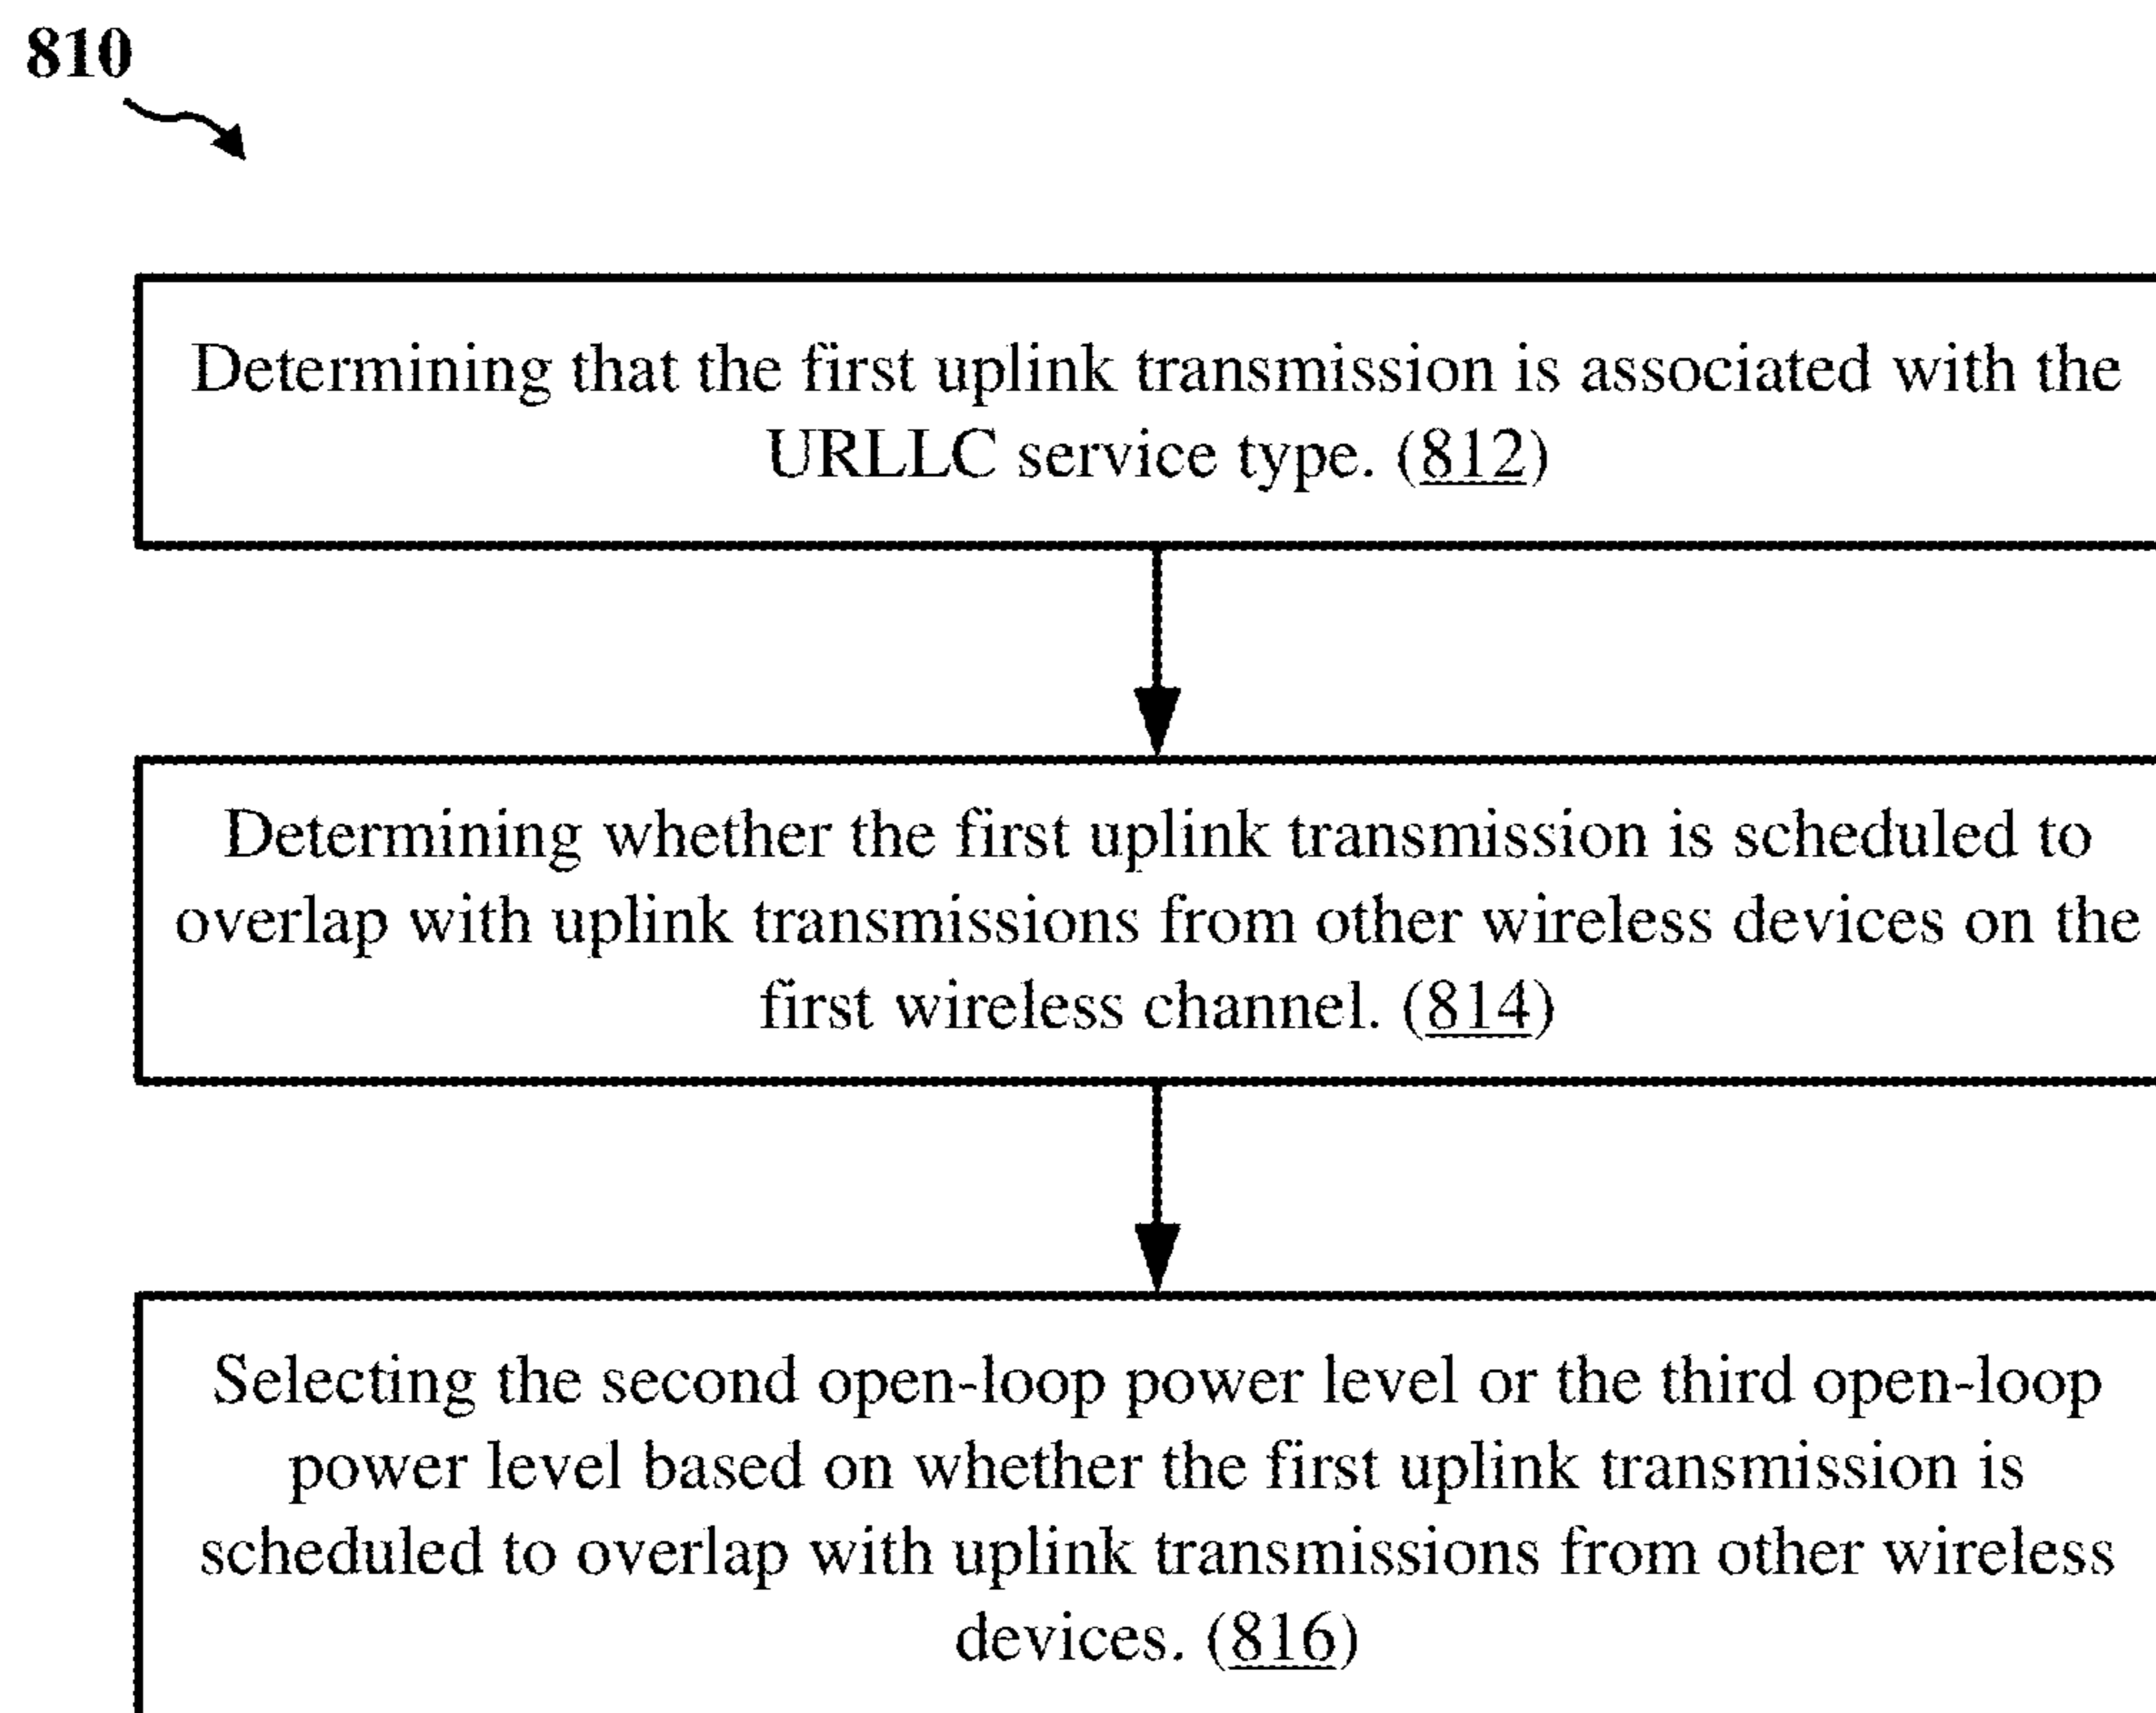 810
Determining that the first uplink transmission is associated with the
URLLC service type. (812)
Determining whether the first uplink transmission is scheduled to
overlap with uplink transmissions from other wireless devices on the
first wireless channel. (814)
Selecting the second open-loop power level or the third open-loop
power level based on whether the first uplink transmission is
scheduled to overlap with uplink transmissions from other wireless
devices. (816)